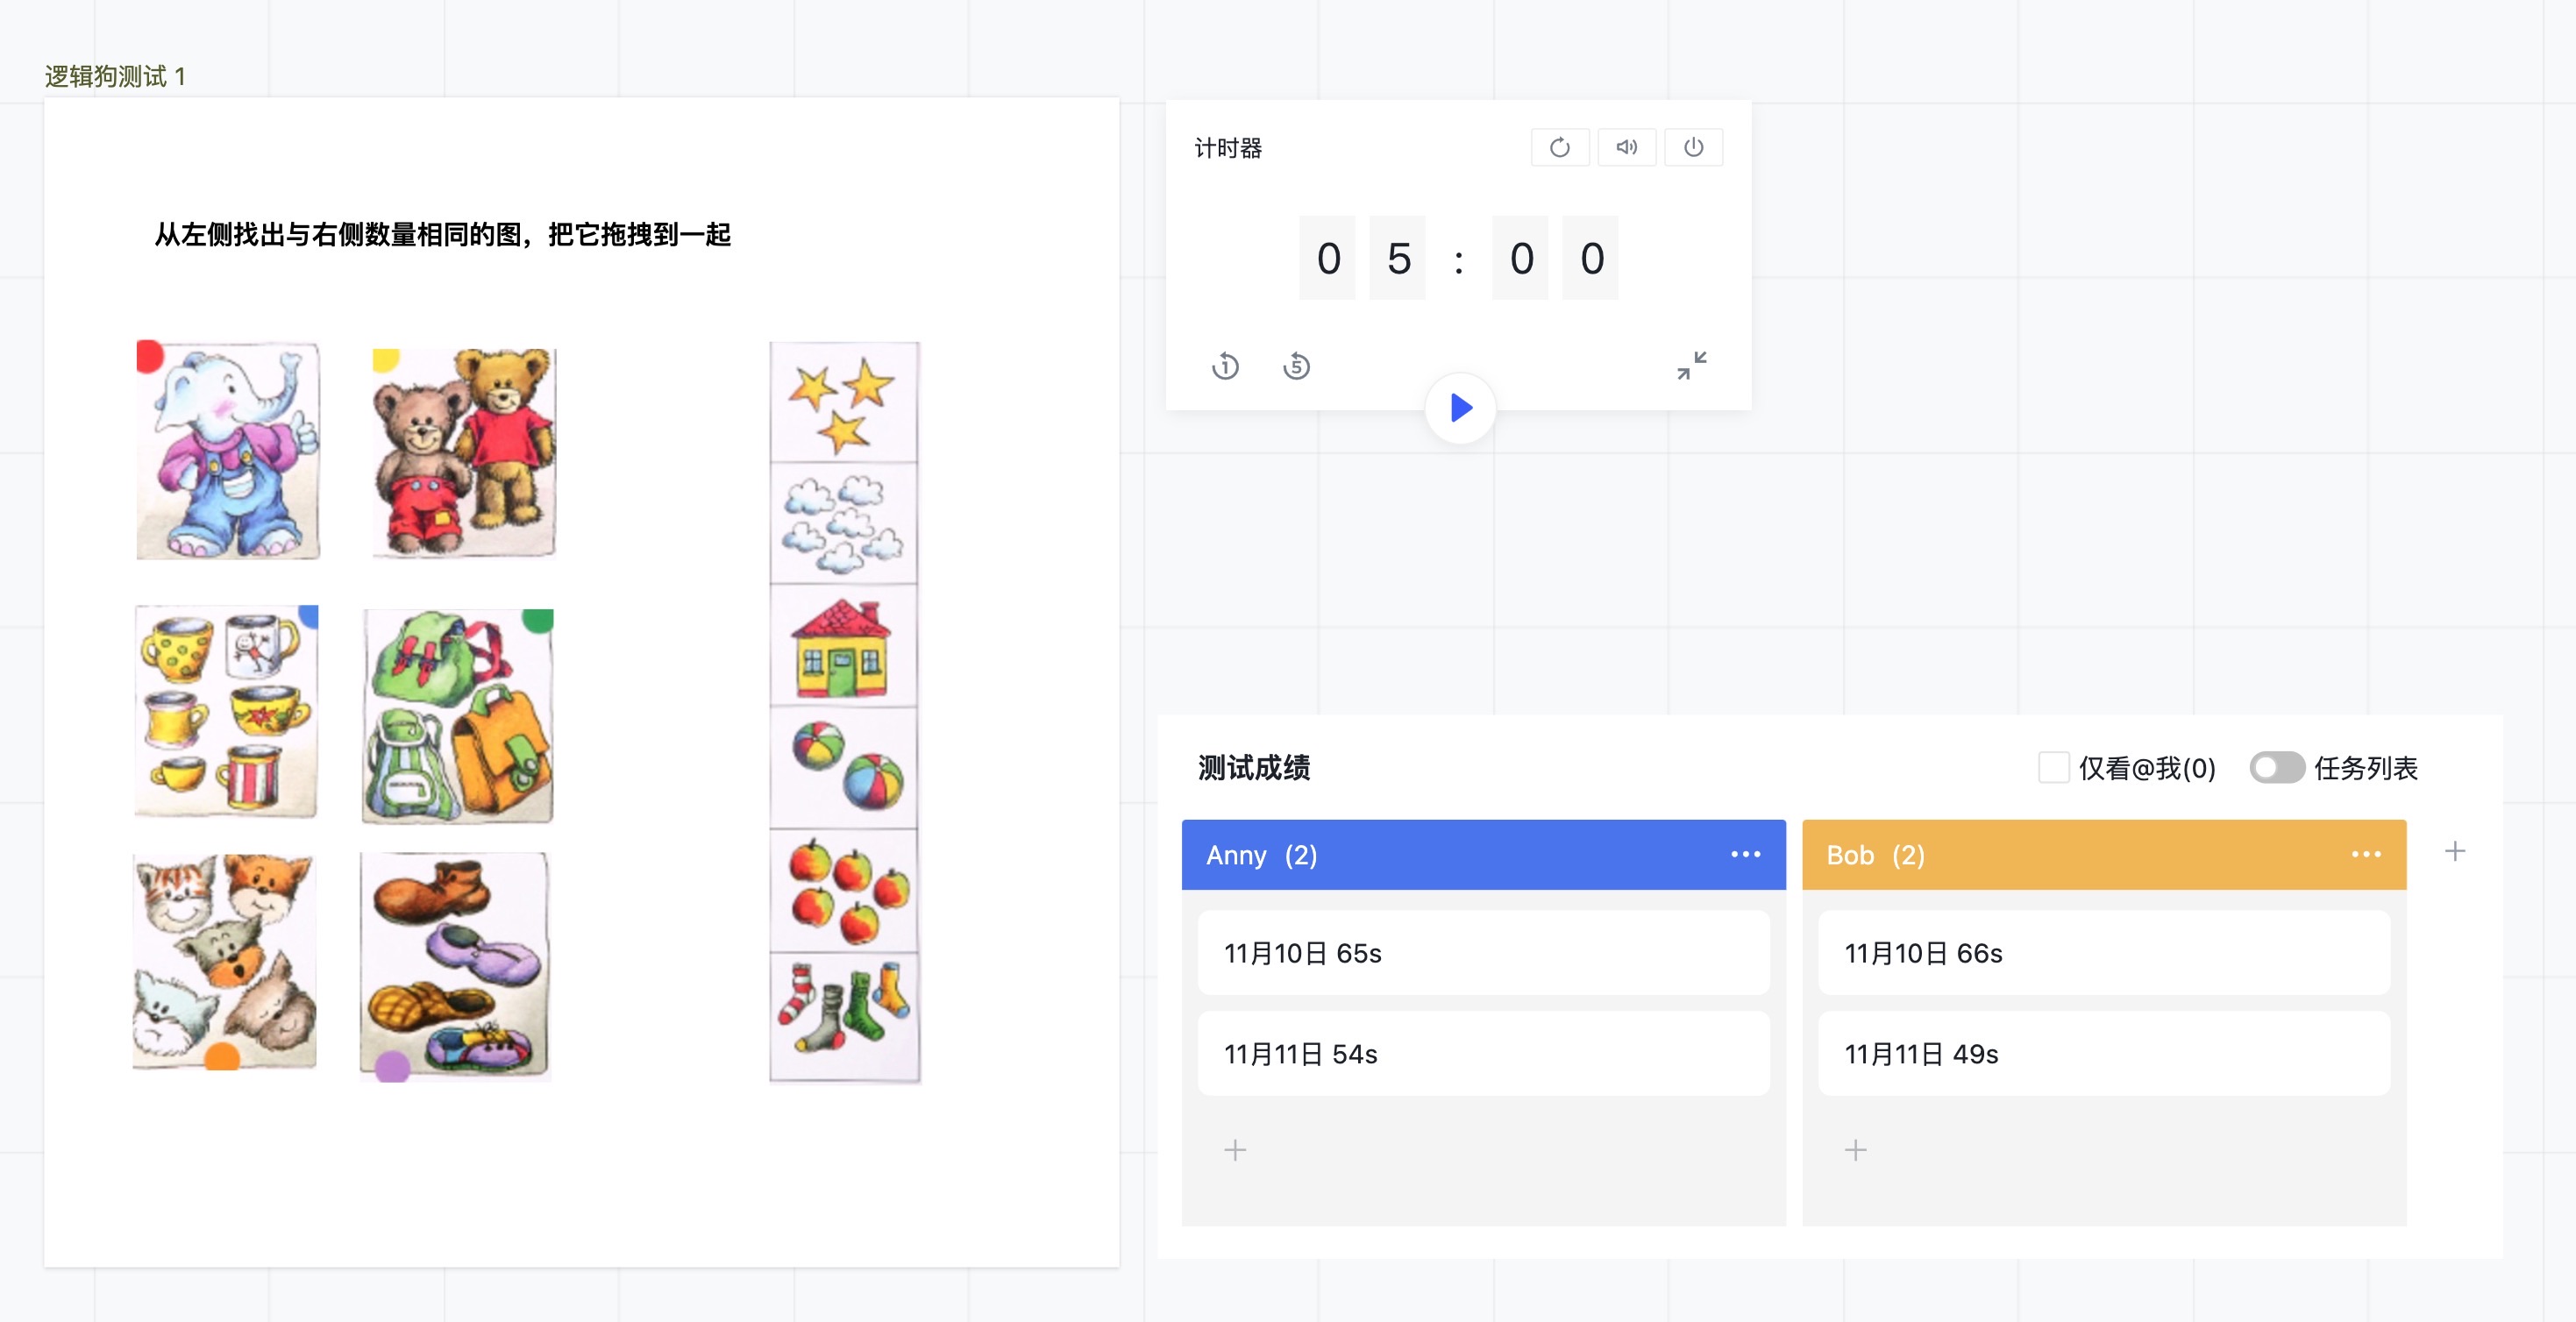 逻辑狗测试 1
从左侧找出与右侧数量相同的图，把它拖拽到一起
计时器
05:00
1 5
测试成绩
仅看@我(0) 任务列表
Anny (2)
11月10日 65s
11月11日 54s
Bob (2)
11月10日 66s
11月11日 49s